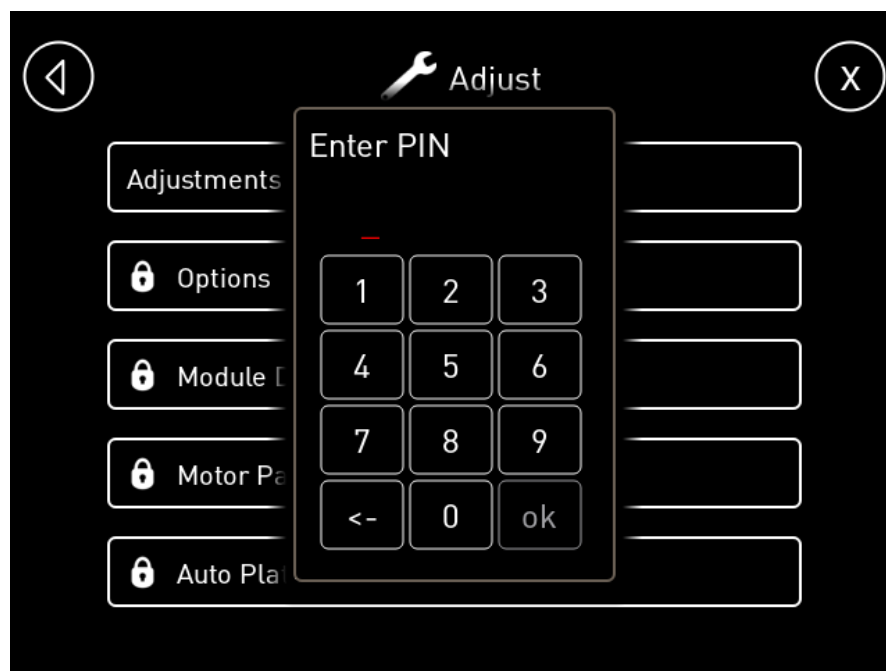 Adjust
X
Enter PIN
Adjustments
Options
Module
Motor
Auto
1 2 3
4 5 6
7 8 9
<- 0 ok